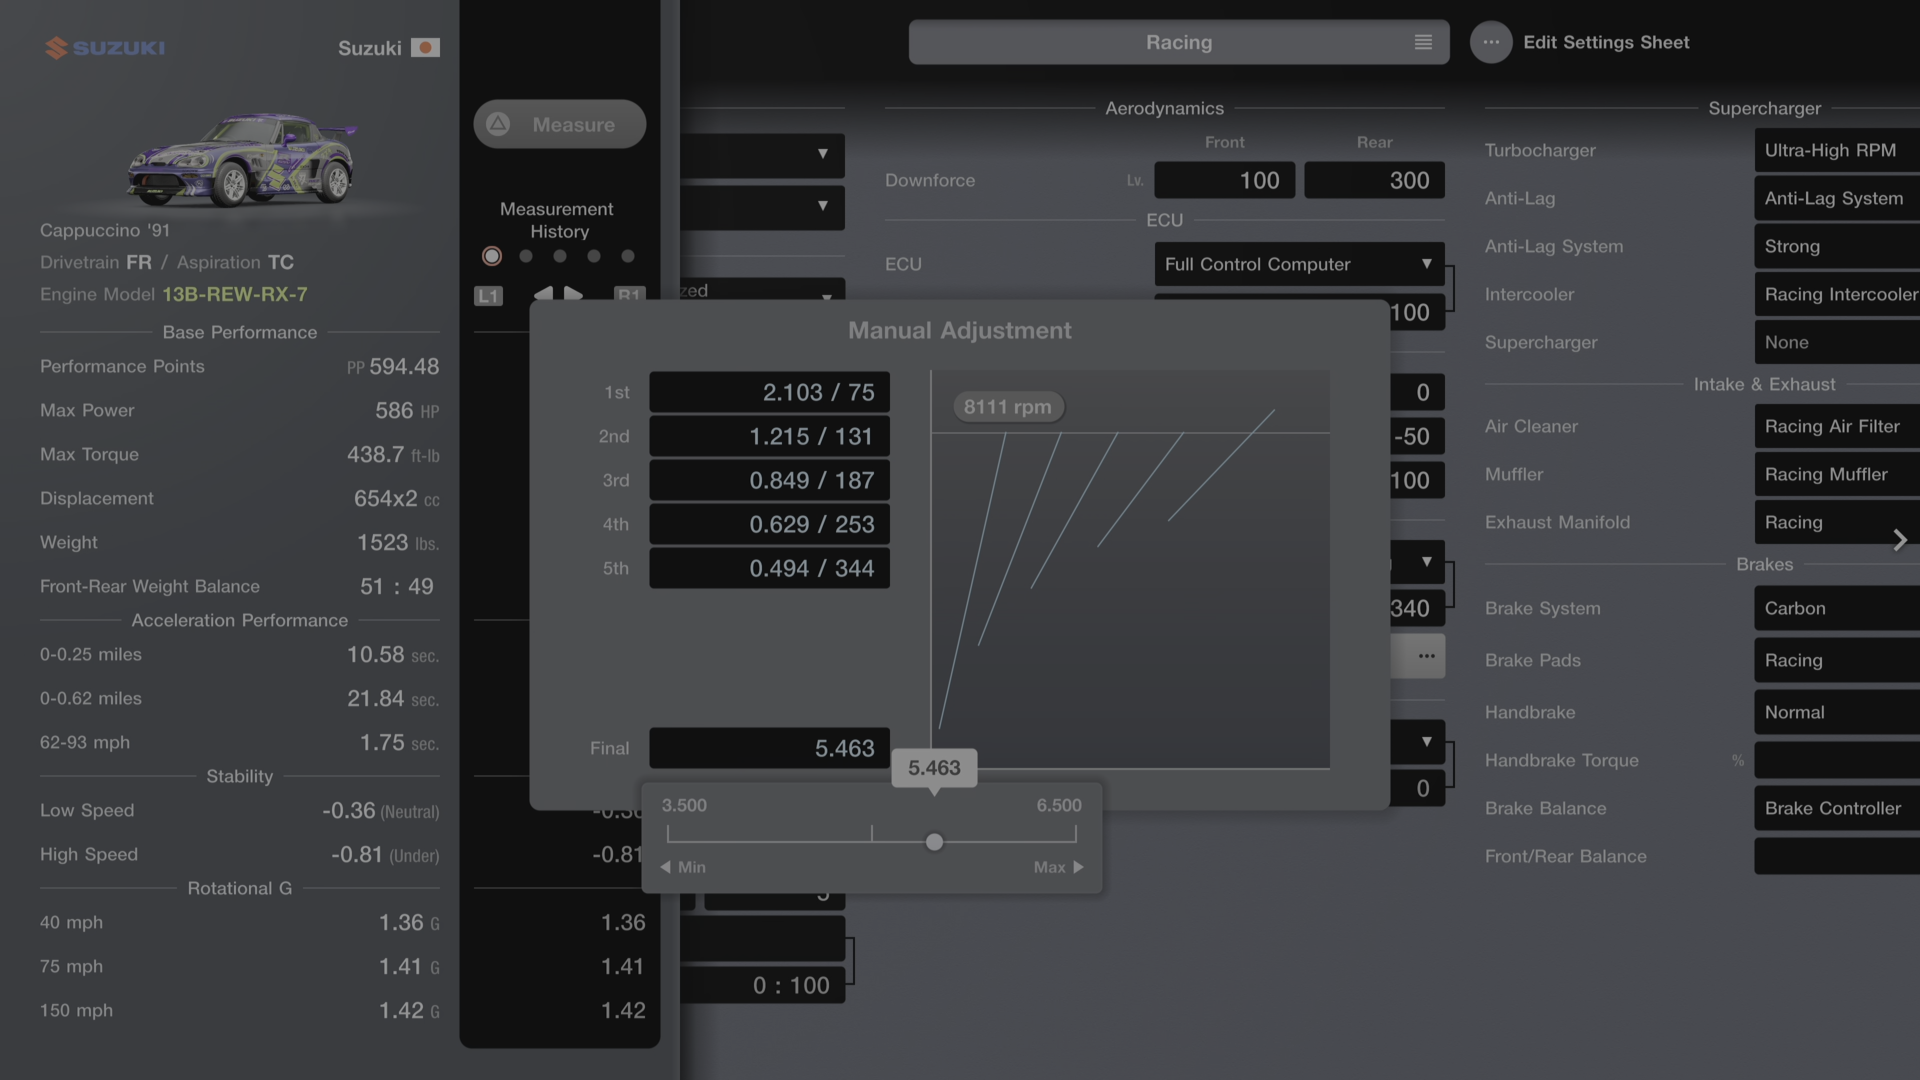 SUZUKI
Suzuki
Cappuccino '91
Drivetrain FR / Aspiration TC
Engine Model 13B-REW-RX-7
Base Performance
Performance Points PP 594.48
Max Power 586 HP
Max Torque 438.7 ft-lb
Displacement 654x2 cc
Weight 1523 lbs.
Front-Rear Weight Balance 51 : 49
Acceleration Performance
0-0.25 miles 10.58 sec.
0-0.62 miles 21.84 sec.
62-93 mph 1.75 sec.
Stability
Low Speed -0.36 (Neutral)
High Speed -0.81 (Under)
Rotational G
40 mph 1.36 G
75 mph 1.41 G
150 mph 1.42 G
Measure
Measurement
History
L1 R1
-0.36
-0.81
1.36
1.41
1.42
zed
0 : 100
Racing
Edit Settings Sheet
Aerodynamics
Front Rear
Downforce Lv. 100 300
ECU
ECU Full Control Computer
100
0
-50
100
340
0
Manual Adjustment
1st 2.103 / 75
2nd 1.215 / 131
3rd 0.849 / 187
4th 0.629 / 253
5th 0.494 / 344
Final 5.463
8111 rpm
5.463
3.500 6.500
Min Max
Supercharger
Turbocharger Ultra-High RPM
Anti-Lag Anti-Lag System
Anti-Lag System Strong
Intercooler Racing Intercooler
Supercharger None
Intake & Exhaust
Air Cleaner Racing Air Filter
Muffler Racing Muffler
Exhaust Manifold Racing
Brakes
Brake System Carbon
Brake Pads Racing
Handbrake Normal
Handbrake Torque %
Brake Balance Brake Controller
Front/Rear Balance